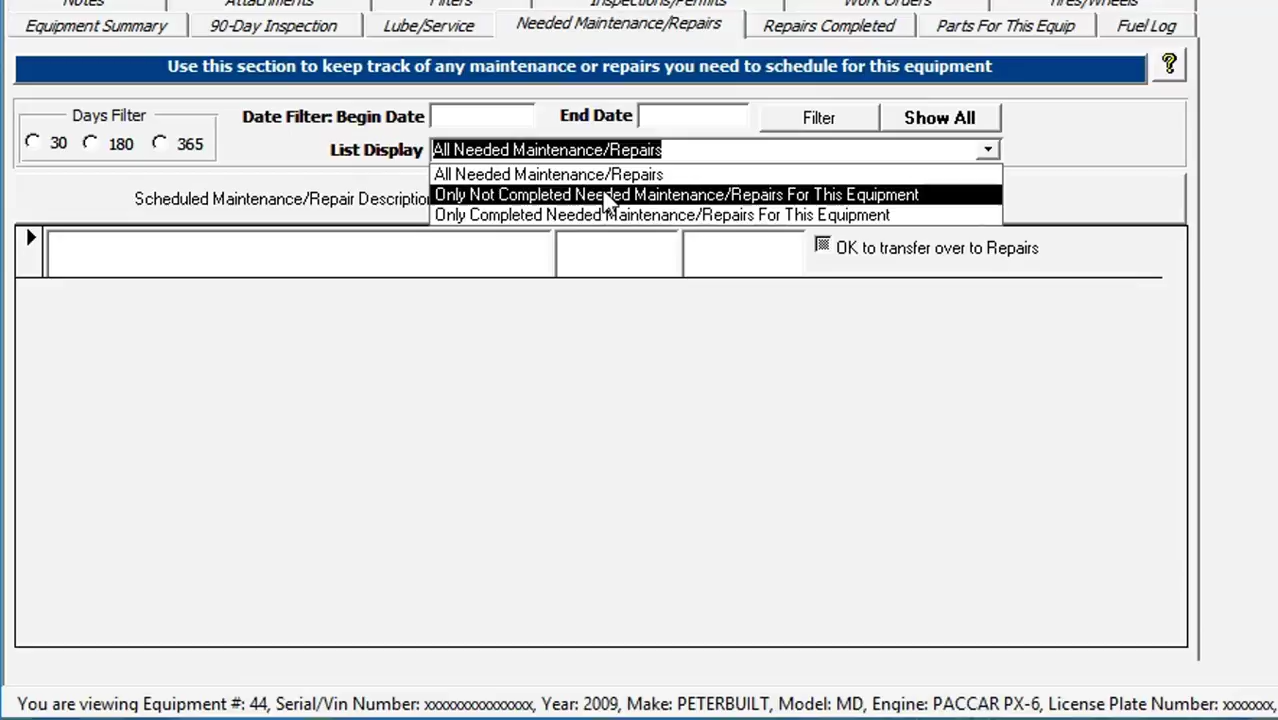 Notes Attachments Filters Inspections/Permits Work Orders Tires/Wheels
Equipment Summary 90-Day Inspection Lube/Service Needed Maintenance/Repairs Repairs Completed Parts For This Equip Fuel Log
Use this section to keep track of any maintenance or repairs you need to schedule for this equipment ?
Days Filter
30 180 365
Date Filter: Begin Date End Date Filter Show All
List Display All Needed Maintenance/Repairs
All Needed Maintenance/Repairs
Only Not Completed Needed Maintenance/Repairs For This Equipment
Only Completed Needed Maintenance/Repairs For This Equipment
Scheduled Maintenance/Repair Description
OK to transfer over to Repairs
You are viewing Equipment #: 44, Serial/Vin Number: xxxxxxxxxxxxxxx, Year: 2009, Make: PETERBUILT, Model: MD, Engine: PACCAR PX-6, License Plate Number: xxxxxxx,